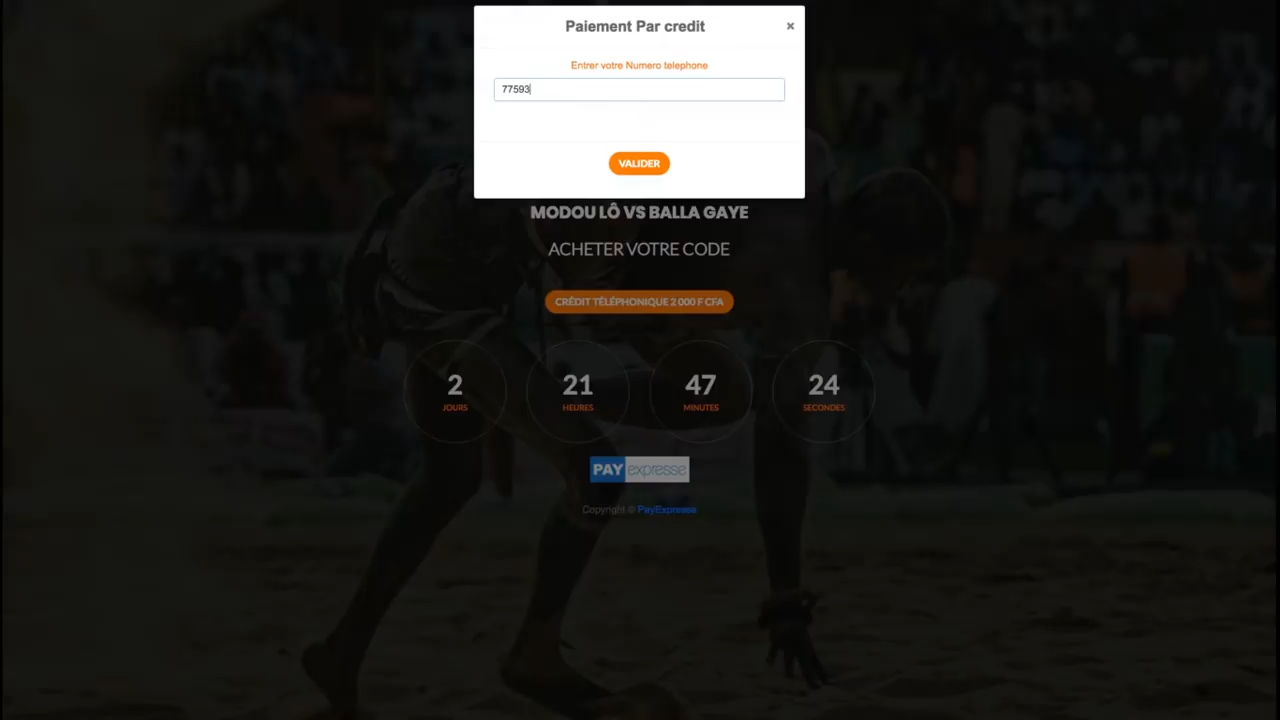 Paiement Par credit
×
Entrer votre Numero telephone
77593
VALIDER
MODOU LÔ VS BALLA GAYE
ACHETER VOTRE CODE
CRÉDIT TÉLÉPHONIQUE 2 000 F CFA
2 21 47 24
JOURS HEURES MINUTES SECONDES
PAY expresse
Copyright © PayExpresse